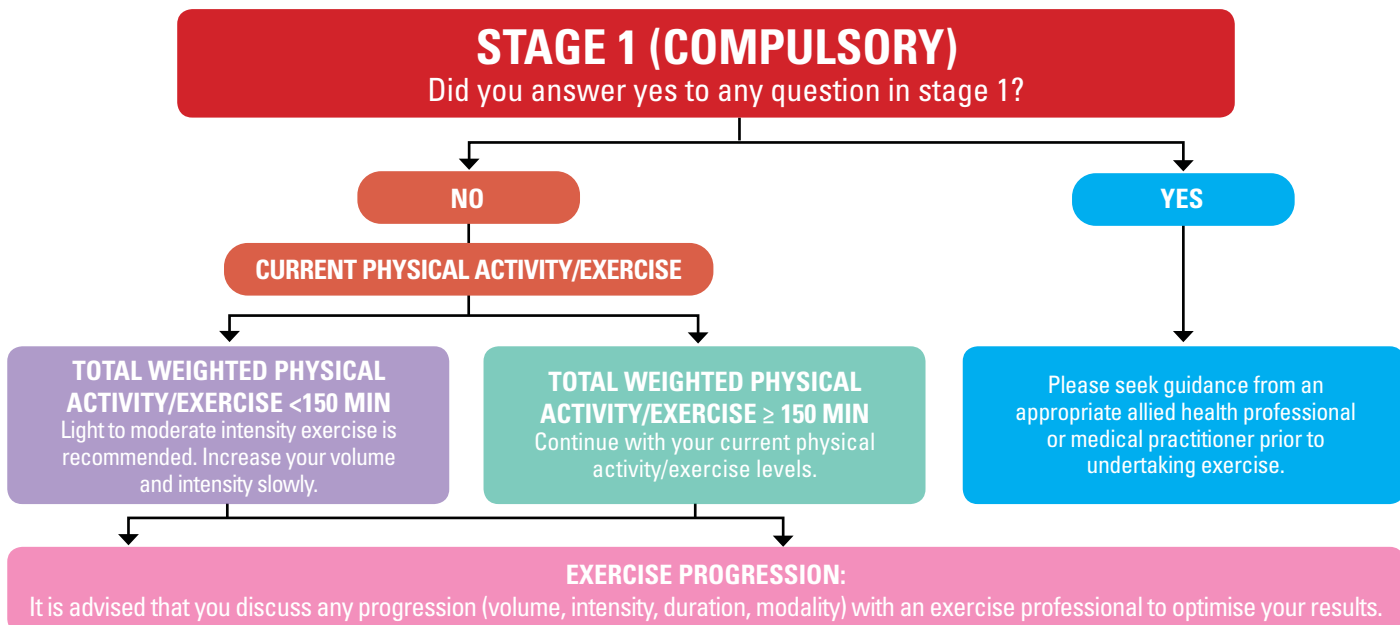 STAGE 1 (COMPULSORY)
Did you answer yes to any question in stage 1?
NO
YES
CURRENT PHYSICAL ACTIVITY/EXERCISE
TOTAL WEIGHTED PHYSICAL
ACTIVITY/EXERCISE <150 MIN
Light to moderate intensity exercise is
recommended. Increase your volume
and intensity slowly.
TOTAL WEIGHTED PHYSICAL
ACTIVITY/EXERCISE ≥ 150 MIN
Continue with your current physical
activity/exercise levels.
Please seek guidance from an
appropriate allied health professional
or medical practitioner prior to
undertaking exercise.
EXERCISE PROGRESSION:
It is advised that you discuss any progression (volume, intensity, duration, modality) with an exercise professional to optimise your results.